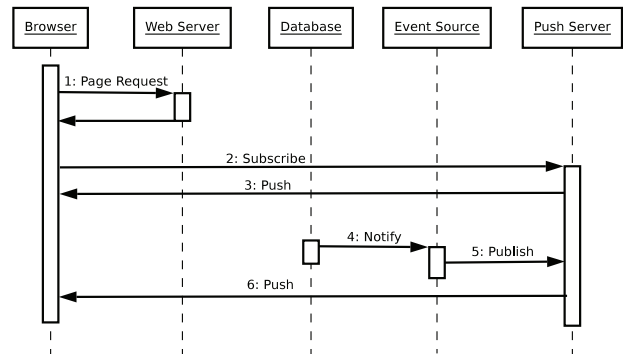 Browser
Web Server
Database
Event Source
Push Server
1: Page Request
2: Subscribe
3: Push
4: Notify
5: Publish
6: Push